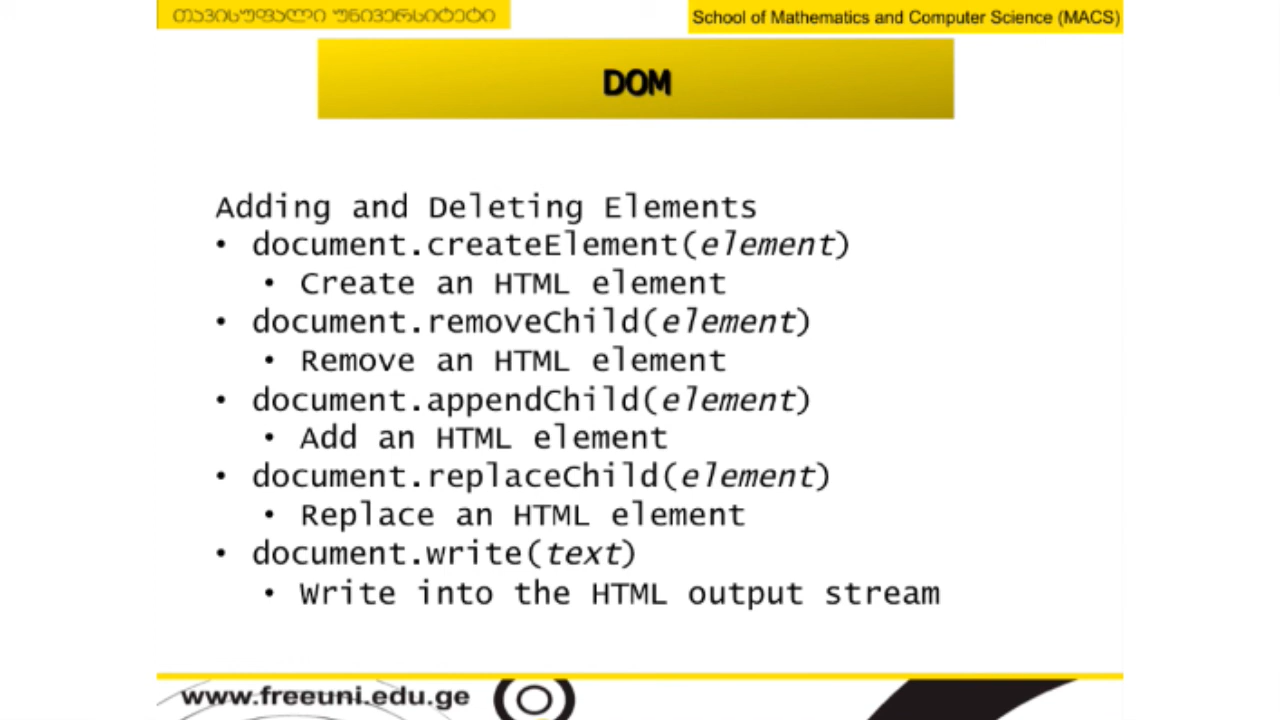 თავისუფალი უნივერსიტეტი
School of Mathematics and Computer Science (MACS)
DOM
Adding and Deleting Elements
• document.createElement(element)
• Create an HTML element
• document.removeChild(element)
• Remove an HTML element
• document.appendChild(element)
• Add an HTML element
• document.replaceChild(element)
• Replace an HTML element
• document.write(text)
• Write into the HTML output stream
www.freeuni.edu.ge